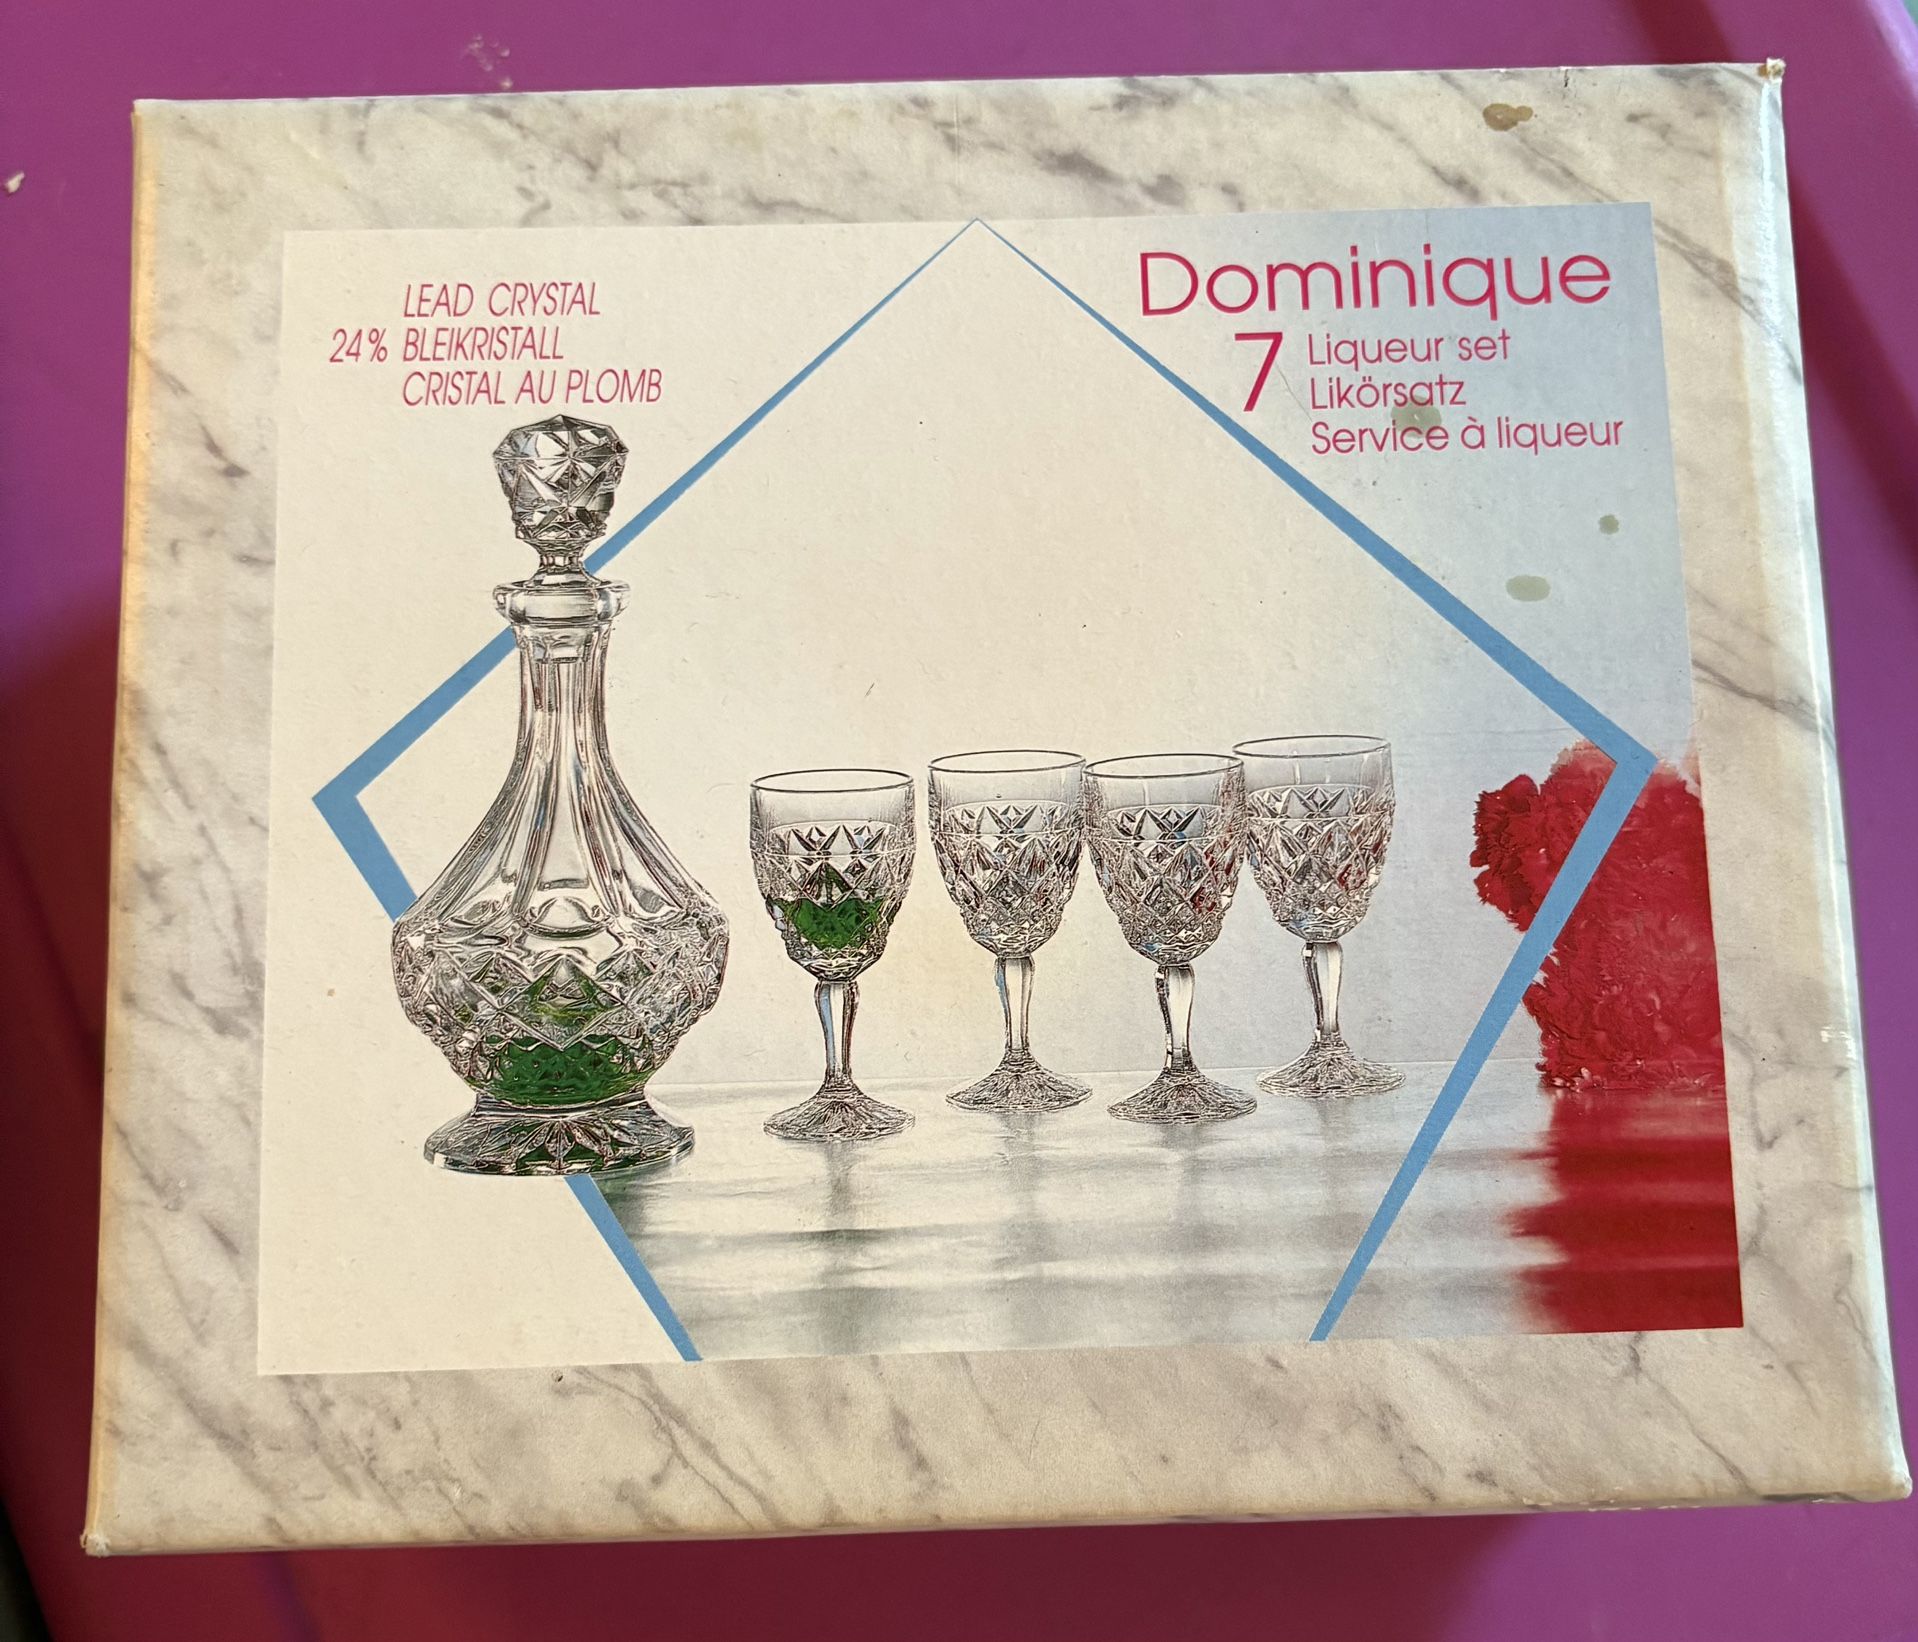 LEAD CRYSTAL
24% BLEIKRISTALL
CRISTAL AU PLOMB
Dominique
7 Liqueur set
Likörsatz
Service à liqueur